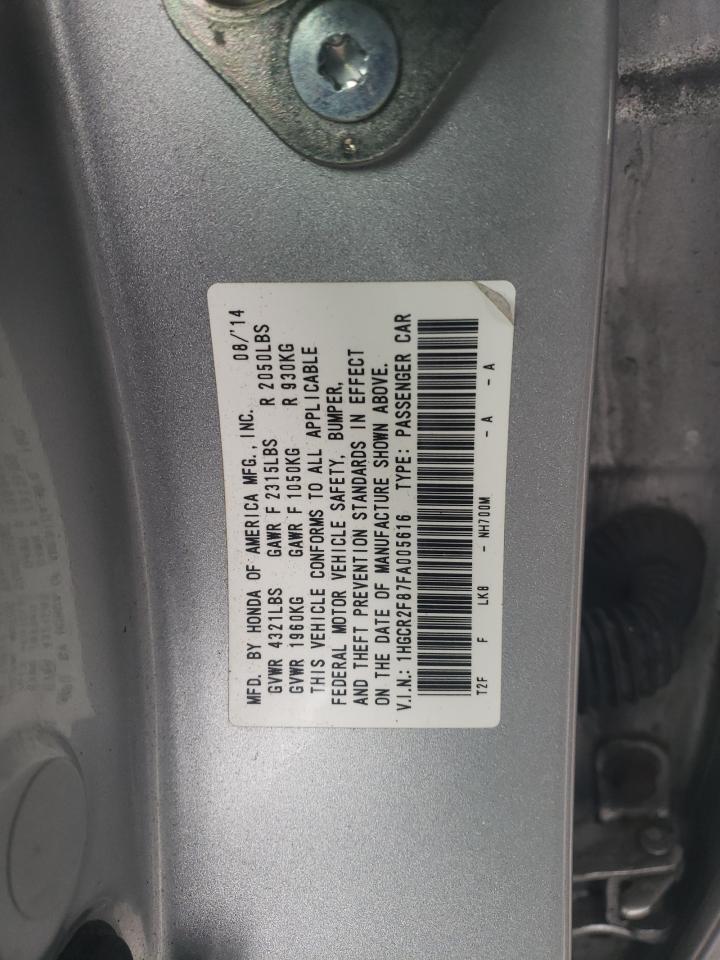 MFD. BY HONDA OF AMERICA MFG., INC. 08/'14
GVWR 4321LBS GAWR F 2315LBS R 2050LBS
GVWR 1960KG GAWR F 1050KG R 930KG
THIS VEHICLE CONFORMS TO ALL APPLICABLE
FEDERAL MOTOR VEHICLE SAFETY, BUMPER,
AND THEFT PREVENTION STANDARDS IN EFFECT
ON THE DATE OF MANUFACTURE SHOWN ABOVE.
V.I.N.: 1HGCR2F87FA005616 TYPE: PASSENGER CAR
T2F F LK8 - NH700M - A - A